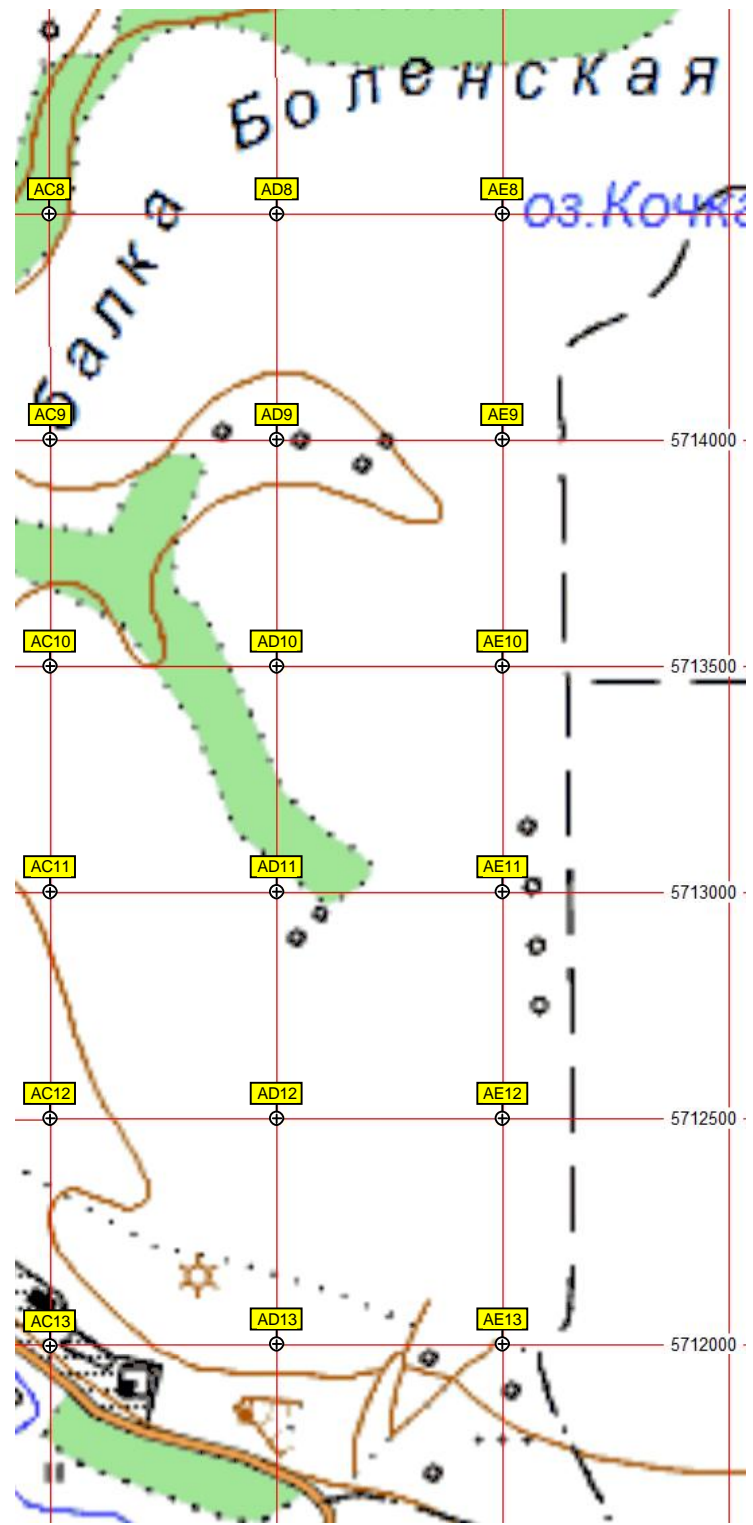 Боленская
балка
AC8 AD8 AE8
оз.Кочка
AC9 AD9 AE9
5714000
AC10 AD10 AE10
5713500
AC11 AD11 AE11
5713000
AC12 AD12 AE12
5712500
AC13 AD13 AE13
5712000